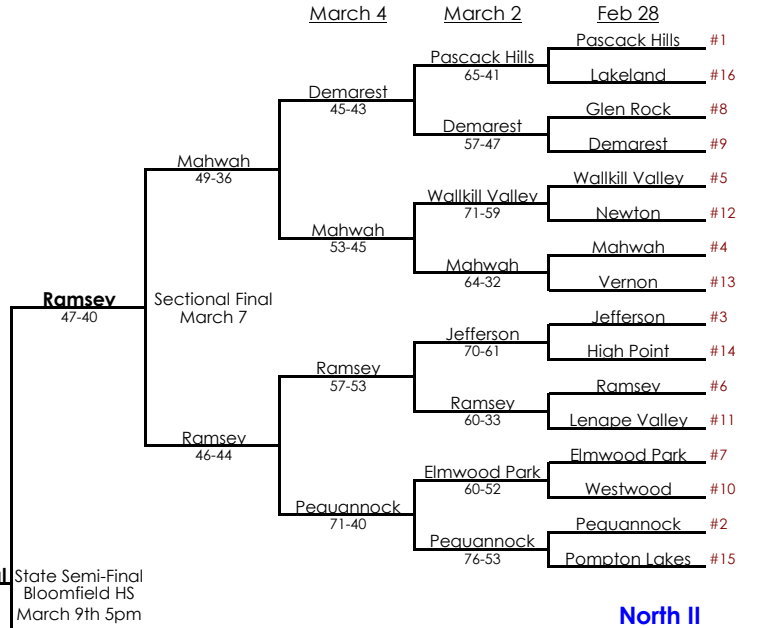 March 4 March 2 Feb 28
Pascack Hills #1
Pascack Hills
65-41
Lakeland #16
Demarest
45-43
Glen Rock #8
Demarest
57-47
Demarest #9
Mahwah
49-36
Wallkill Valley #5
Wallkill Valley
71-59
Newton #12
Mahwah
53-45
Mahwah #4
Mahwah
64-32
Vernon #13
Ramsey
47-40
Sectional Final
March 7
Jefferson #3
Jefferson
70-61
High Point #14
Ramsey
57-53
Ramsey #6
Ramsey
60-33
Lenape Valley #11
Ramsey
46-44
Elmwood Park #7
Elmwood Park
60-52
Westwood #10
Pequannock
71-40
Pequannock #2
Pequannock
76-53
Pompton Lakes #15
State Semi-Final
Bloomfield HS
March 9th 5pm
North II